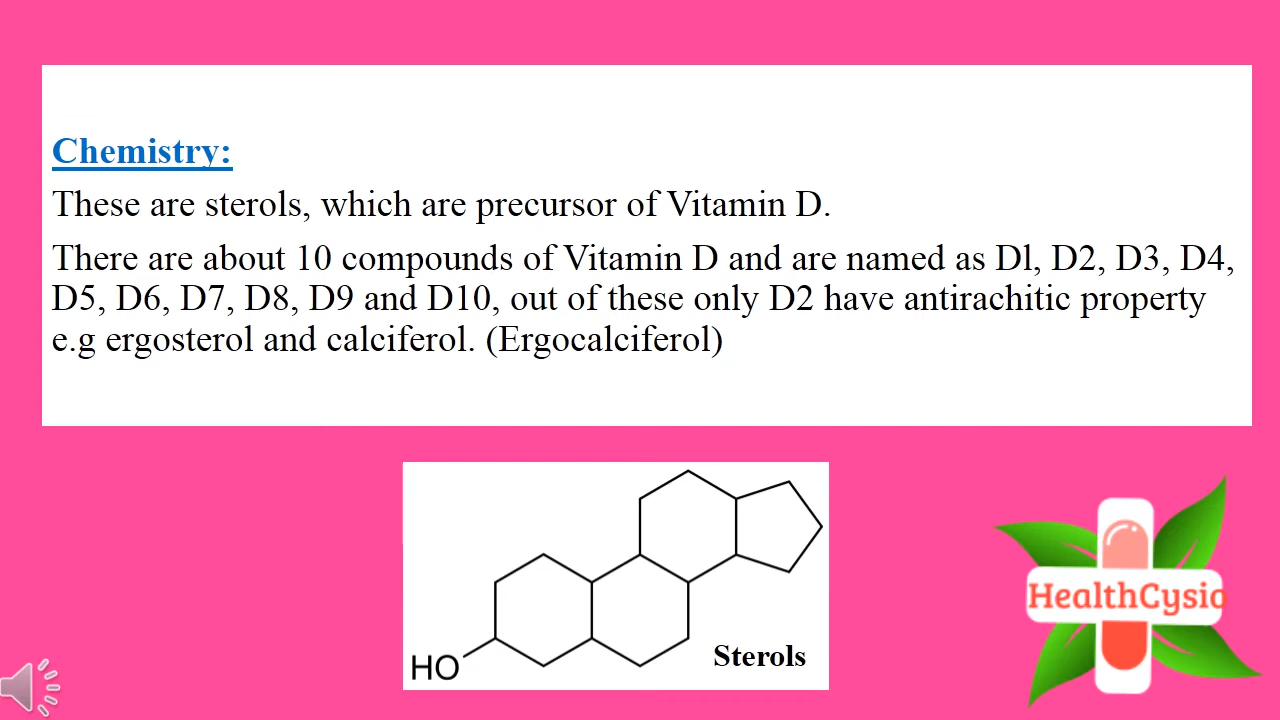 Chemistry:
These are sterols, which are precursor of Vitamin D.
There are about 10 compounds of Vitamin D and are named as Dl, D2, D3, D4,
D5, D6, D7, D8, D9 and D10, out of these only D2 have antirachitic property
e.g ergosterol and calciferol. (Ergocalciferol)
HO
Sterols
HealthCysio